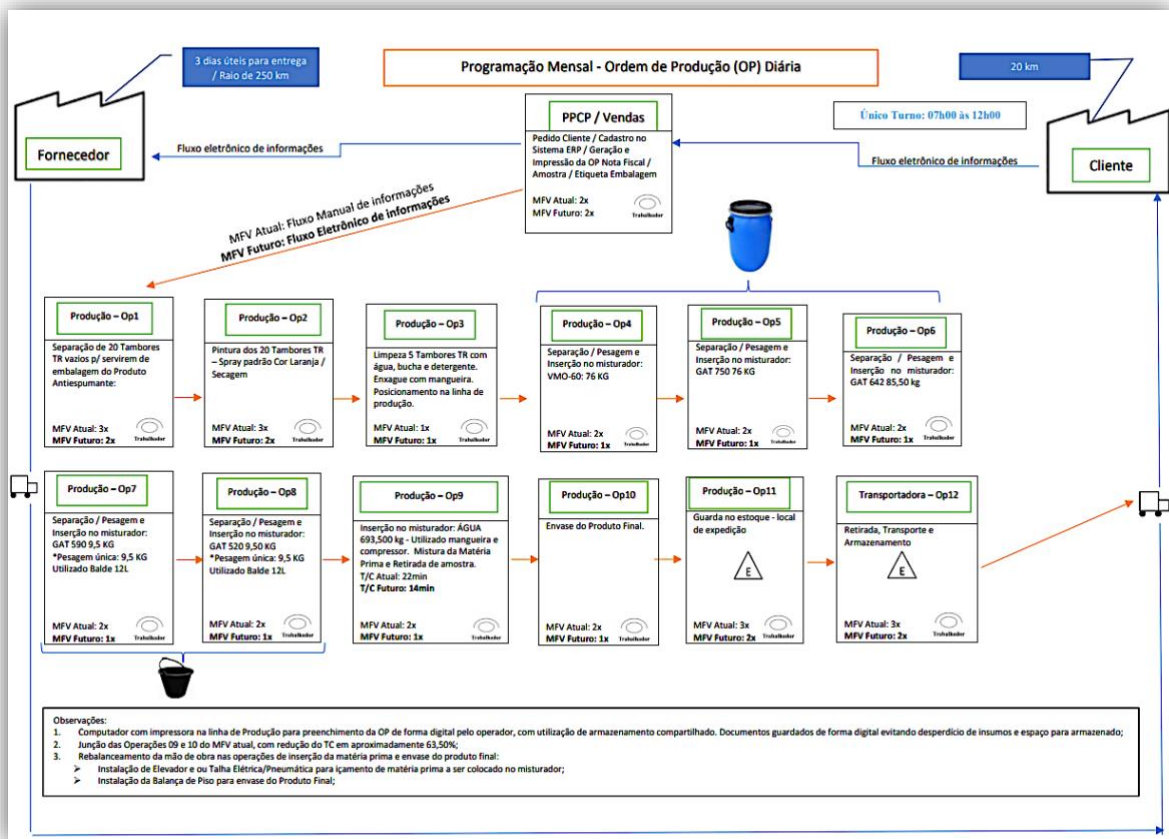 3 dias úteis para entrega
/ Raio de 250 km
Programação Mensal - Ordem de Produção (OP) Diária
20 km
Fornecedor
Fluxo eletrônico de informações
PPCP / Vendas
Pedido Cliente / Cadastro no
Sistema ERP / Geração e
Impressão da OP Nota Fiscal /
Amostra / Etiqueta Embalagem
MFV Atual: 2x
MFV Futuro: 2x
Trabalhador
Único Turno: 07h00 às 12h00
Fluxo eletrônico de informações
Cliente
MFV Atual: Fluxo Manual de informações
MFV Futuro: Fluxo Eletrônico de informações
Produção – Op1
Separação de 20 Tambores
TR vazios p/ servirem de
embalagem do Produto
Antiespumante:
MFV Atual: 3x
MFV Futuro: 2x
Trabalhador
Produção – Op2
Pintura dos 20 Tambores TR
– Spray padrão Cor Laranja /
Secagem
MFV Atual: 3x
MFV Futuro: 2x
Trabalhador
Produção – Op3
Limpeza 5 Tambores TR com
água, bucha e detergente.
Enxague com mangueira.
Posicionamento na linha de
produção.
MFV Atual: 1x
MFV Futuro: 1x
Trabalhador
Produção – Op4
Separação / Pesagem e
Inserção no misturador:
VMO-60: 76 KG
MFV Atual: 2x
MFV Futuro: 1x
Trabalhador
Produção – Op5
Separação / Pesagem e
Inserção no misturador:
GAT 750 76 KG
MFV Atual: 2x
MFV Futuro: 1x
Trabalhador
Produção – Op6
Separação / Pesagem e
Inserção no misturador:
GAT 642 85,50 kg
MFV Atual: 2x
MFV Futuro: 1x
Trabalhador
Produção – Op7
Separação / Pesagem e
Inserção no misturador:
GAT 590 9,5 KG
*Pesagem única: 9,5 KG
Utilizado Balde 12L
MFV Atual: 2x
MFV Futuro: 1x
Trabalhador
Produção – Op8
Separação / Pesagem e
Inserção no misturador:
GAT 520 9,50 KG
*Pesagem única: 9,5 KG
Utilizado Balde 12L
MFV Atual: 2x
MFV Futuro: 1x
Trabalhador
Produção – Op9
Inserção no misturador: ÁGUA
693,500 kg - Utilizado mangueira e
compressor. Mistura da Matéria
Prima e Retirada de amostra.
T/C Atual: 22min
T/C Futuro: 14min
MFV Atual: 2x
MFV Futuro: 1x
Trabalhador
Produção – Op10
Envase do Produto Final.
MFV Atual: 2x
MFV Futuro: 1x
Trabalhador
Produção – Op11
Guarda no estoque - local
de expedição
E
MFV Atual: 3x
MFV Futuro: 2x
Trabalhador
Transportadora – Op12
Retirada, Transporte e
Armazenamento
E
MFV Atual: 3x
MFV Futuro: 2x
Trabalhador
Observações:
1. Computador com impressora na linha de Produção para preenchimento da OP de forma digital pelo operador, com utilização de armazenamento compartilhado. Documentos guardados de forma digital evitando desperdício de insumos e espaço para armazenado;
2. Junção das Operações 09 e 10 do MFV atual, com redução do TC em aproximadamente 63,50%;
3. Rebalanceamento da mão de obra nas operações de inserção da matéria prima e envase do produto final:
➢ Instalação de Elevador e ou Talha Elétrica/Pneumática para içamento de matéria prima a ser colocado no misturador;
➢ Instalação da Balança de Piso para envase do Produto Final;